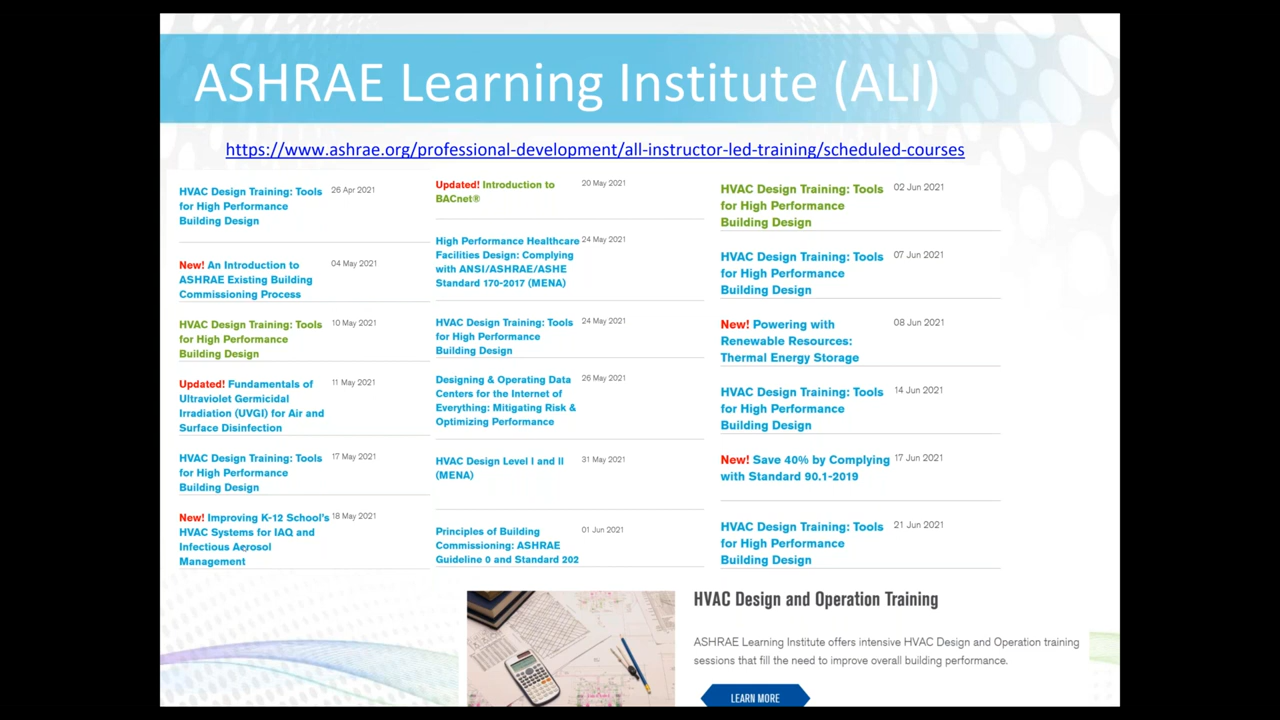 ASHRAE Learning Institute (ALI)
https://www.ashrae.org/professional-development/all-instructor-led-training/scheduled-courses
HVAC Design Training: Tools 26 Apr 2021
for High Performance
Building Design
New! An Introduction to 04 May 2021
ASHRAE Existing Building
Commissioning Process
HVAC Design Training: Tools 10 May 2021
for High Performance
Building Design
Updated! Fundamentals of 11 May 2021
Ultraviolet Germicidal
Irradiation (UVGI) for Air and
Surface Disinfection
HVAC Design Training: Tools 17 May 2021
for High Performance
Building Design
New! Improving K-12 School's 18 May 2021
HVAC Systems for IAQ and
Infectious Aerosol
Management
Updated! Introduction to 20 May 2021
BACnet®
High Performance Healthcare 24 May 2021
Facilities Design: Complying
with ANSI/ASHRAE/ASHE
Standard 170-2017 (MENA)
HVAC Design Training: Tools 24 May 2021
for High Performance
Building Design
Designing & Operating Data 26 May 2021
Centers for the Internet of
Everything: Mitigating Risk &
Optimizing Performance
HVAC Design Level I and II 31 May 2021
(MENA)
Principles of Building 01 Jun 2021
Commissioning: ASHRAE
Guideline 0 and Standard 202
HVAC Design Training: Tools 02 Jun 2021
for High Performance
Building Design
HVAC Design Training: Tools 07 Jun 2021
for High Performance
Building Design
New! Powering with 08 Jun 2021
Renewable Resources:
Thermal Energy Storage
HVAC Design Training: Tools 14 Jun 2021
for High Performance
Building Design
New! Save 40% by Complying 17 Jun 2021
with Standard 90.1-2019
HVAC Design Training: Tools 21 Jun 2021
for High Performance
Building Design
HVAC Design and Operation Training
ASHRAE Learning Institute offers intensive HVAC Design and Operation training
sessions that fill the need to improve overall building performance.
LEARN MORE